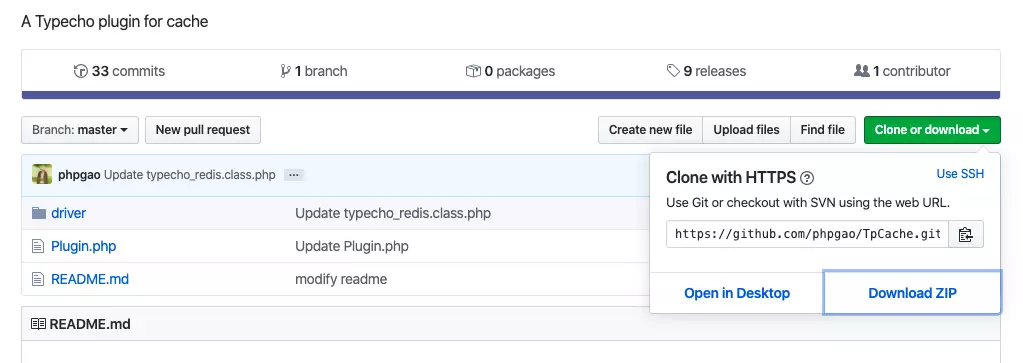 A Typecho plugin for cache
33 commits 1 branch 0 packages 9 releases 1 contributor
Branch: master New pull request Create new file Upload files Find file Clone or download
phpgao Update typecho_redis.class.php ...
driver Update typecho_redis.class.php
Plugin.php Update Plugin.php
README.md modify readme
README.md
Clone with HTTPS ? Use SSH
Use Git or checkout with SVN using the web URL.
https://github.com/phpgao/TpCache.git
Open in Desktop Download ZIP